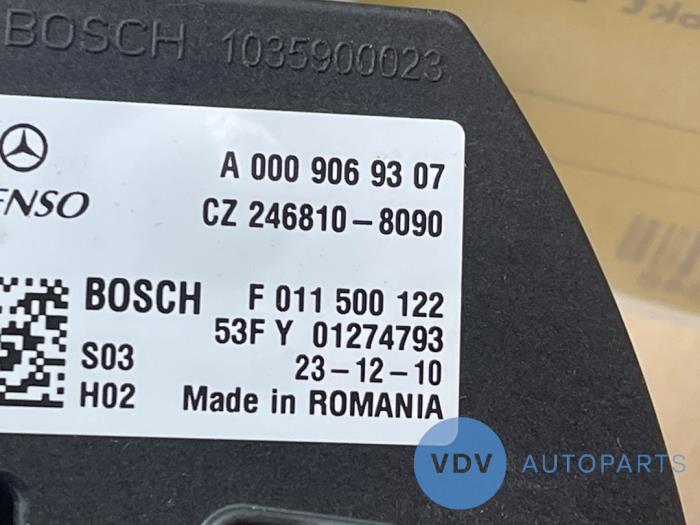 BOSCH 1035900023
A 000 906 93 07
CZ 246810-8090
BOSCH F 011 500 122
53F Y 01274793
S03 23-12-10
H02 Made in ROMANIA
VDV AUTOPARTS